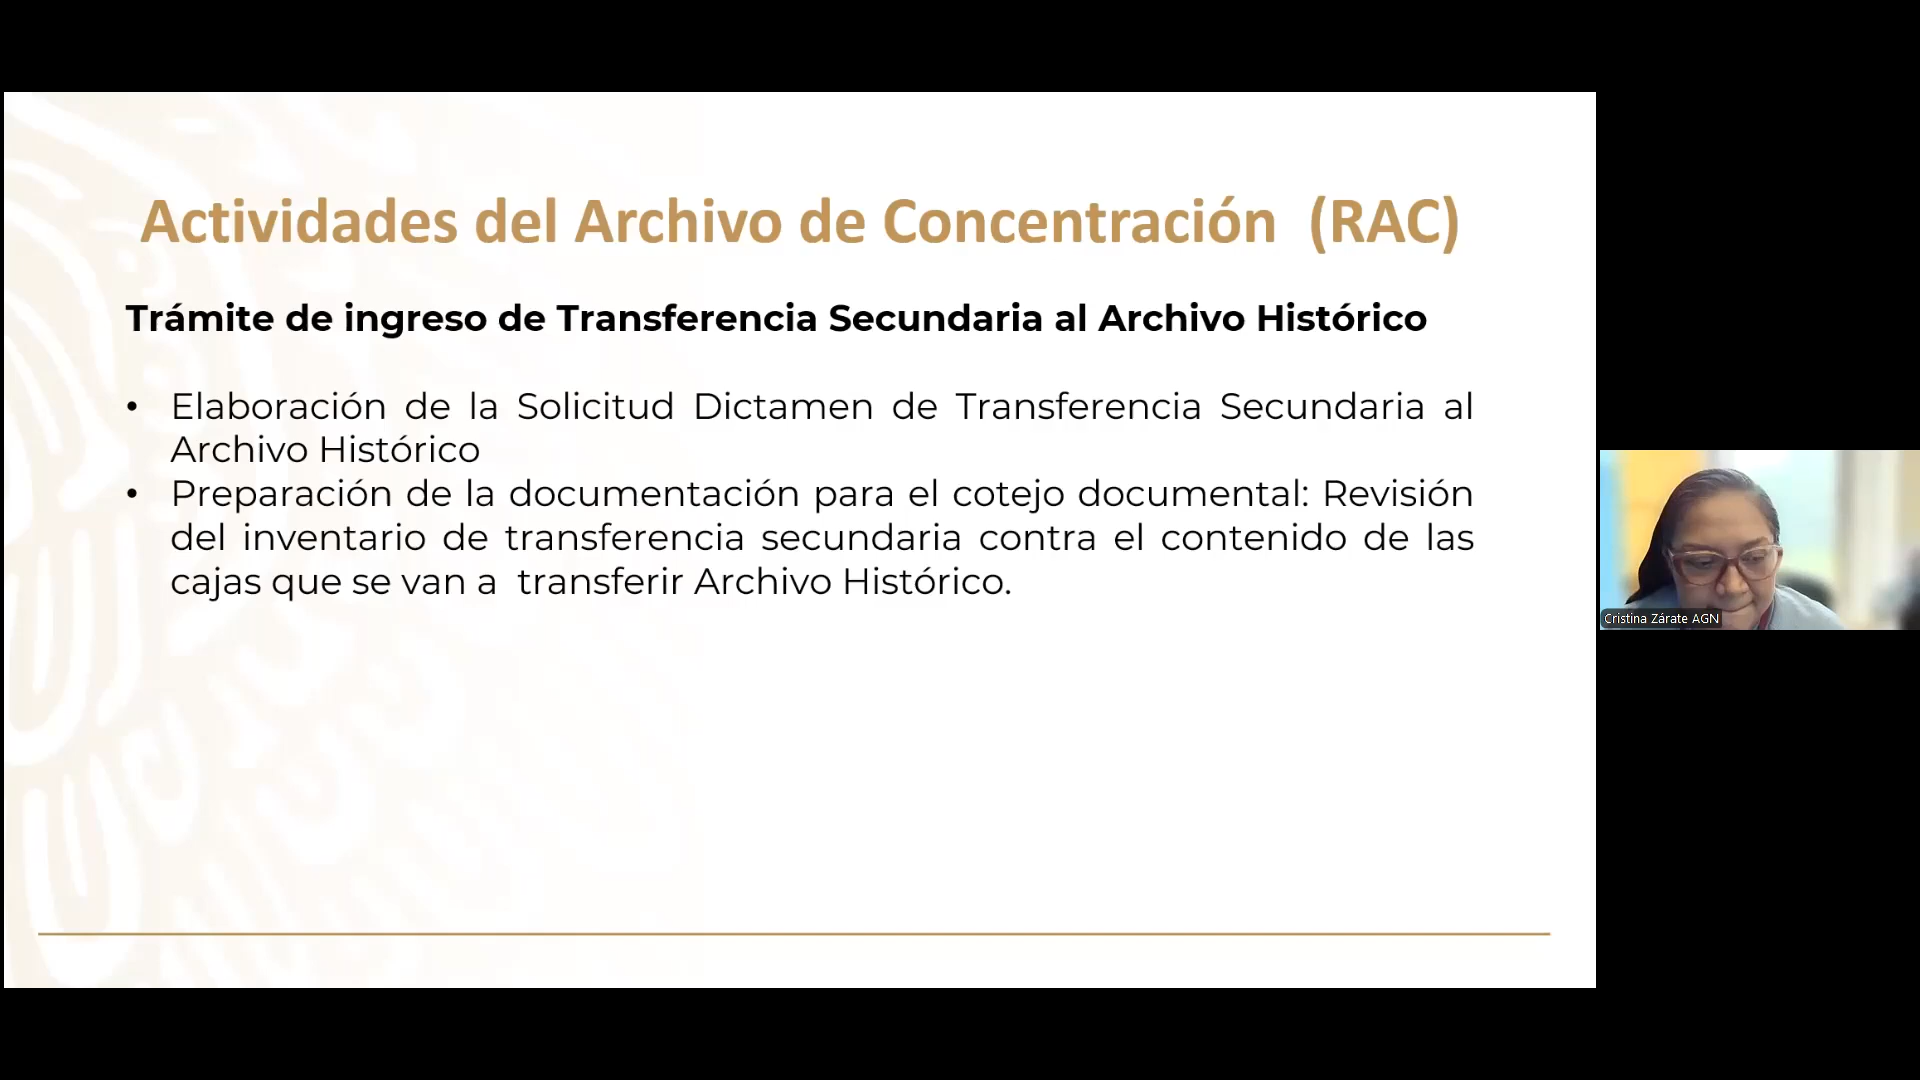 Actividades del Archivo de Concentración (RAC)
Trámite de ingreso de Transferencia Secundaria al Archivo Histórico
• Elaboración de la Solicitud Dictamen de Transferencia Secundaria al
Archivo Histórico
• Preparación de la documentación para el cotejo documental: Revisión
del inventario de transferencia secundaria contra el contenido de las
cajas que se van a transferir Archivo Histórico.
Cristina Zárate AGN